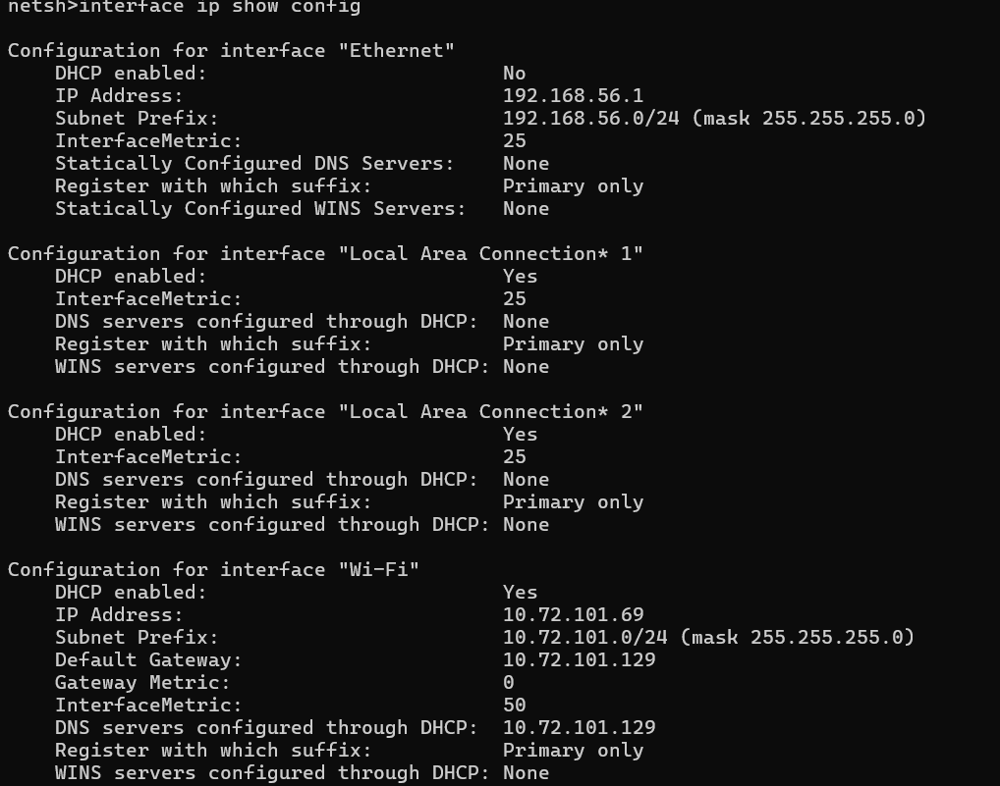 netsh>interface ip show config
Configuration for interface "Ethernet"
DHCP enabled: No
IP Address: 192.168.56.1
Subnet Prefix: 192.168.56.0/24 (mask 255.255.255.0)
InterfaceMetric: 25
Statically Configured DNS Servers: None
Register with which suffix: Primary only
Statically Configured WINS Servers: None
Configuration for interface "Local Area Connection* 1"
DHCP enabled: Yes
InterfaceMetric: 25
DNS servers configured through DHCP: None
Register with which suffix: Primary only
WINS servers configured through DHCP: None
Configuration for interface "Local Area Connection* 2"
DHCP enabled: Yes
InterfaceMetric: 25
DNS servers configured through DHCP: None
Register with which suffix: Primary only
WINS servers configured through DHCP: None
Configuration for interface "Wi-Fi"
DHCP enabled: Yes
IP Address: 10.72.101.69
Subnet Prefix: 10.72.101.0/24 (mask 255.255.255.0)
Default Gateway: 10.72.101.129
Gateway Metric: 0
InterfaceMetric: 50
DNS servers configured through DHCP: 10.72.101.129
Register with which suffix: Primary only
WINS servers configured through DHCP: None